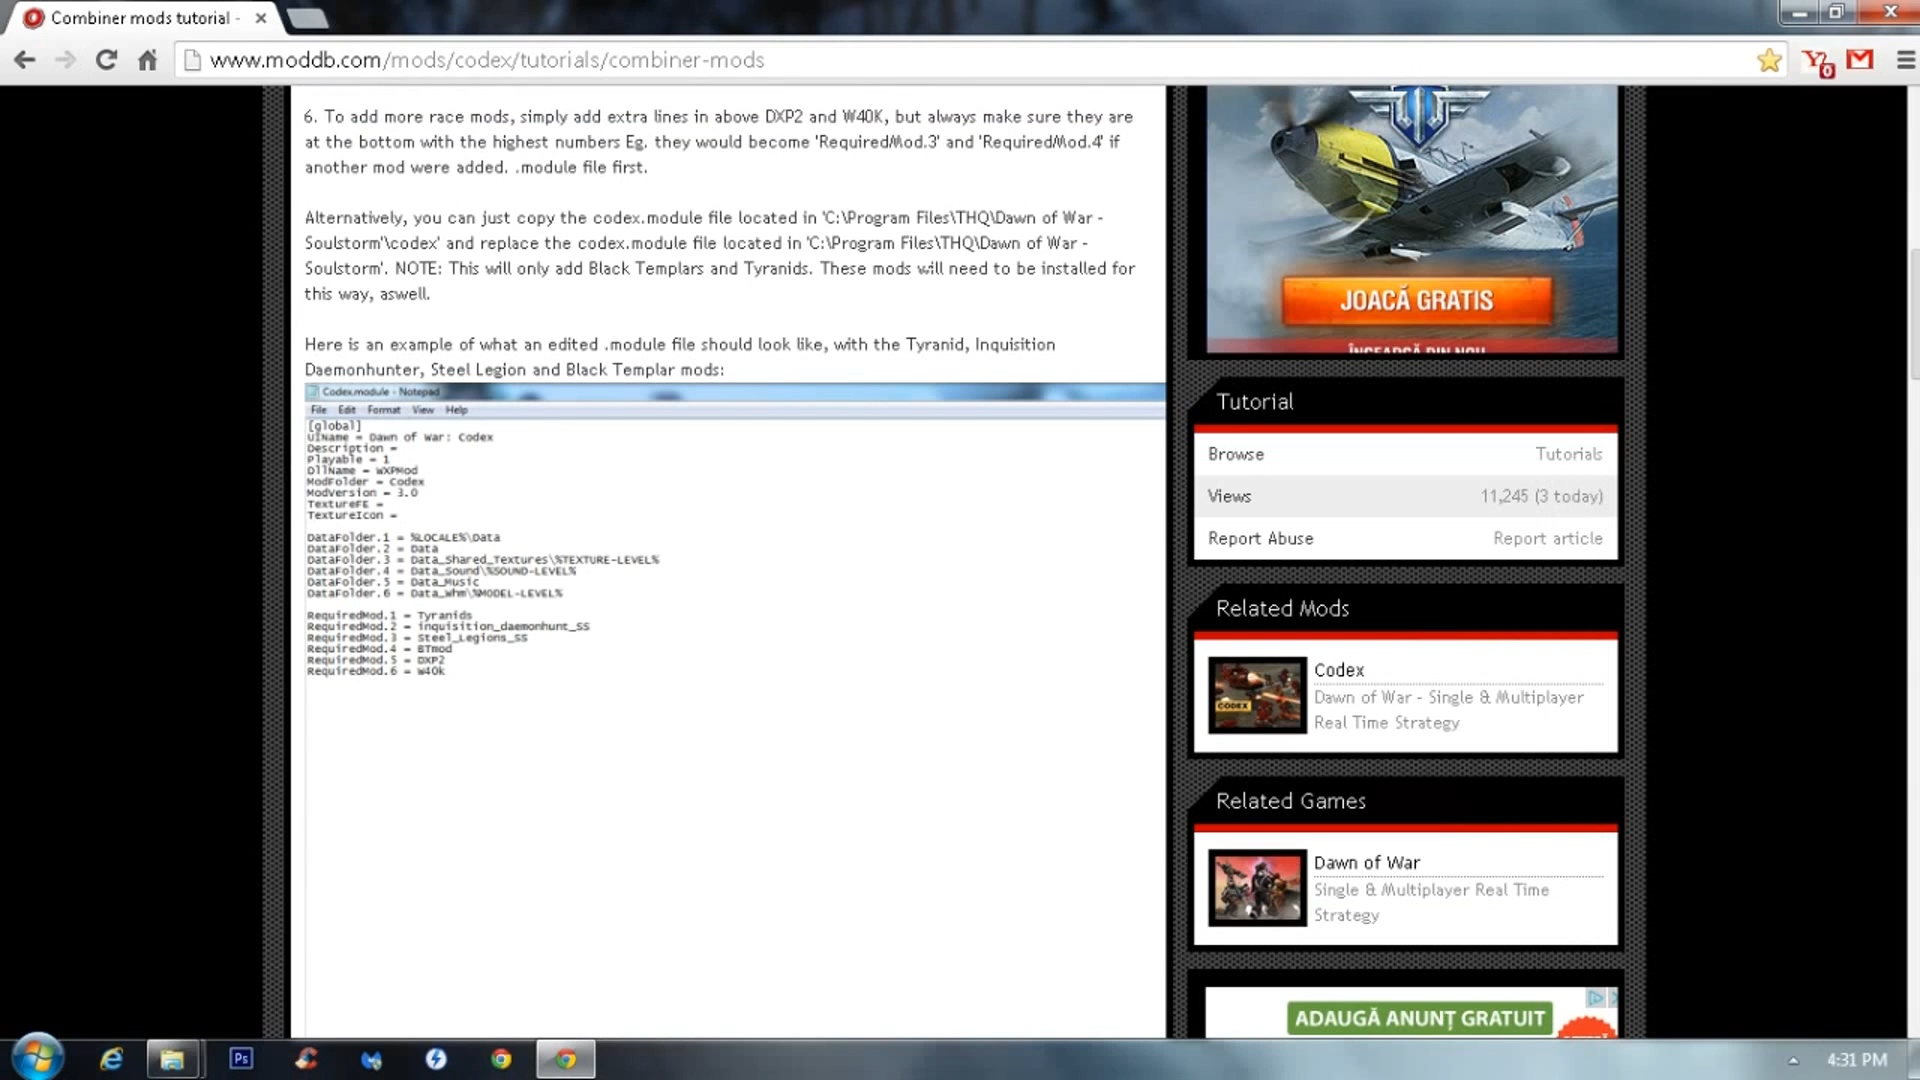 Combiner mods tutorial -
www.moddb.com/mods/codex/tutorials/combiner-mods
6. To add more race mods, simply add extra lines in above DXP2 and W40K, but always make sure they are
at the bottom with the highest numbers Eg. they would become 'RequiredMod.3' and 'RequiredMod.4' if
another mod were added. .module file first.
Alternatively, you can just copy the codex.module file located in 'C:\Program Files\THQ\Dawn of War -
Soulstorm'\codex' and replace the codex.module file located in 'C:\Program Files\THQ\Dawn of War -
Soulstorm'. NOTE: This will only add Black Templars and Tyranids. These mods will need to be installed for
this way, aswell.
Here is an example of what an edited .module file should look like, with the Tyranid, Inquisition
Daemonhunter, Steel Legion and Black Templar mods:
Codex.module - Notepad
File Edit Format View Help
[global]
UIName = Dawn of War: Codex
Description =
Playable = 1
DllName = WXPMod
ModFolder = Codex
ModVersion = 3.0
TextureFE =
TextureIcon =
DataFolder.1 = %LOCALE%\Data
DataFolder.2 = Data
DataFolder.3 = Data_Shared_Textures\%TEXTURE-LEVEL%
DataFolder.4 = Data_Sound\%SOUND-LEVEL%
DataFolder.5 = Data_Music
DataFolder.6 = Data_Whm\%MODEL-LEVEL%
RequiredMod.1 = Tyranids
RequiredMod.2 = inquisition_daemonhunt_SS
RequiredMod.3 = Steel_Legions_SS
RequiredMod.4 = BTmod
RequiredMod.5 = DXP2
RequiredMod.6 = W40k
JOACĂ GRATIS
ÎNCEARCĂ DIN NOU
Tutorial
Browse Tutorials
Views 11,245 (3 today)
Report Abuse Report article
Related Mods
CODEX
Codex
Dawn of War - Single & Multiplayer
Real Time Strategy
Related Games
Dawn of War
Single & Multiplayer Real Time
Strategy
ADAUGĂ ANUNȚ GRATUIT
Ps
4:31 PM